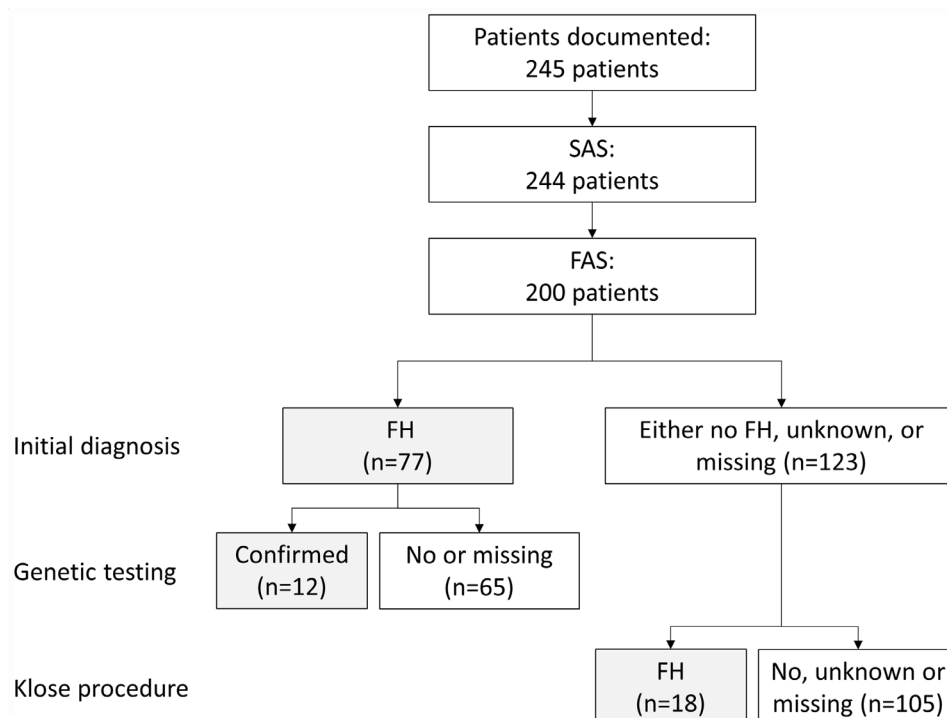 Patients documented:
245 patients
SAS:
244 patients
FAS:
200 patients
Initial diagnosis
FH
(n=77)
Either no FH, unknown, or
missing (n=123)
Genetic testing
Confirmed
(n=12)
No or missing
(n=65)
Klose procedure
FH
(n=18)
No, unknown or
missing (n=105)